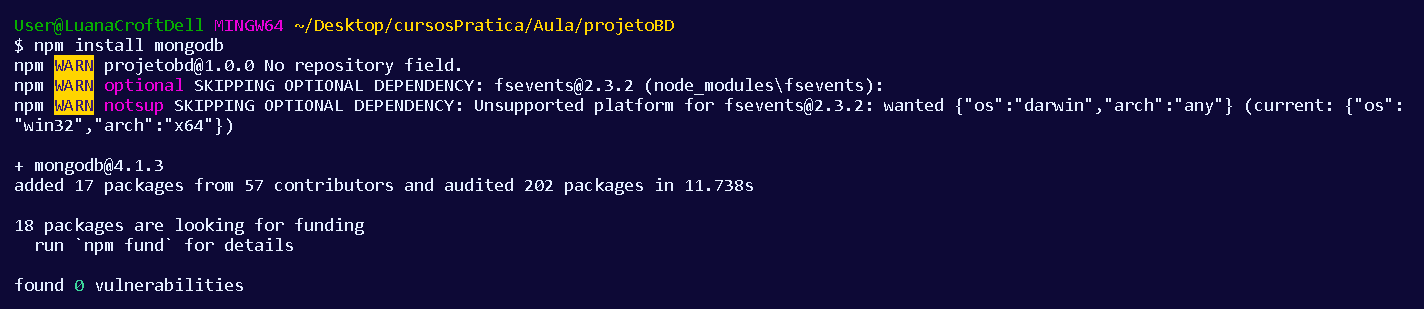 User@LuanaCroftDell MINGW64 ~/Desktop/cursosPratica/Aula/projetoBD
$ npm install mongodb
npm WARN projetobd@1.0.0 No repository field.
npm WARN optional SKIPPING OPTIONAL DEPENDENCY: fsevents@2.3.2 (node_modules\fsevents):
npm WARN notsup SKIPPING OPTIONAL DEPENDENCY: Unsupported platform for fsevents@2.3.2: wanted {"os":"darwin","arch":"any"} (current: {"os":
"win32","arch":"x64"})
+ mongodb@4.1.3
added 17 packages from 57 contributors and audited 202 packages in 11.738s
18 packages are looking for funding
  run `npm fund` for details
found 0 vulnerabilities